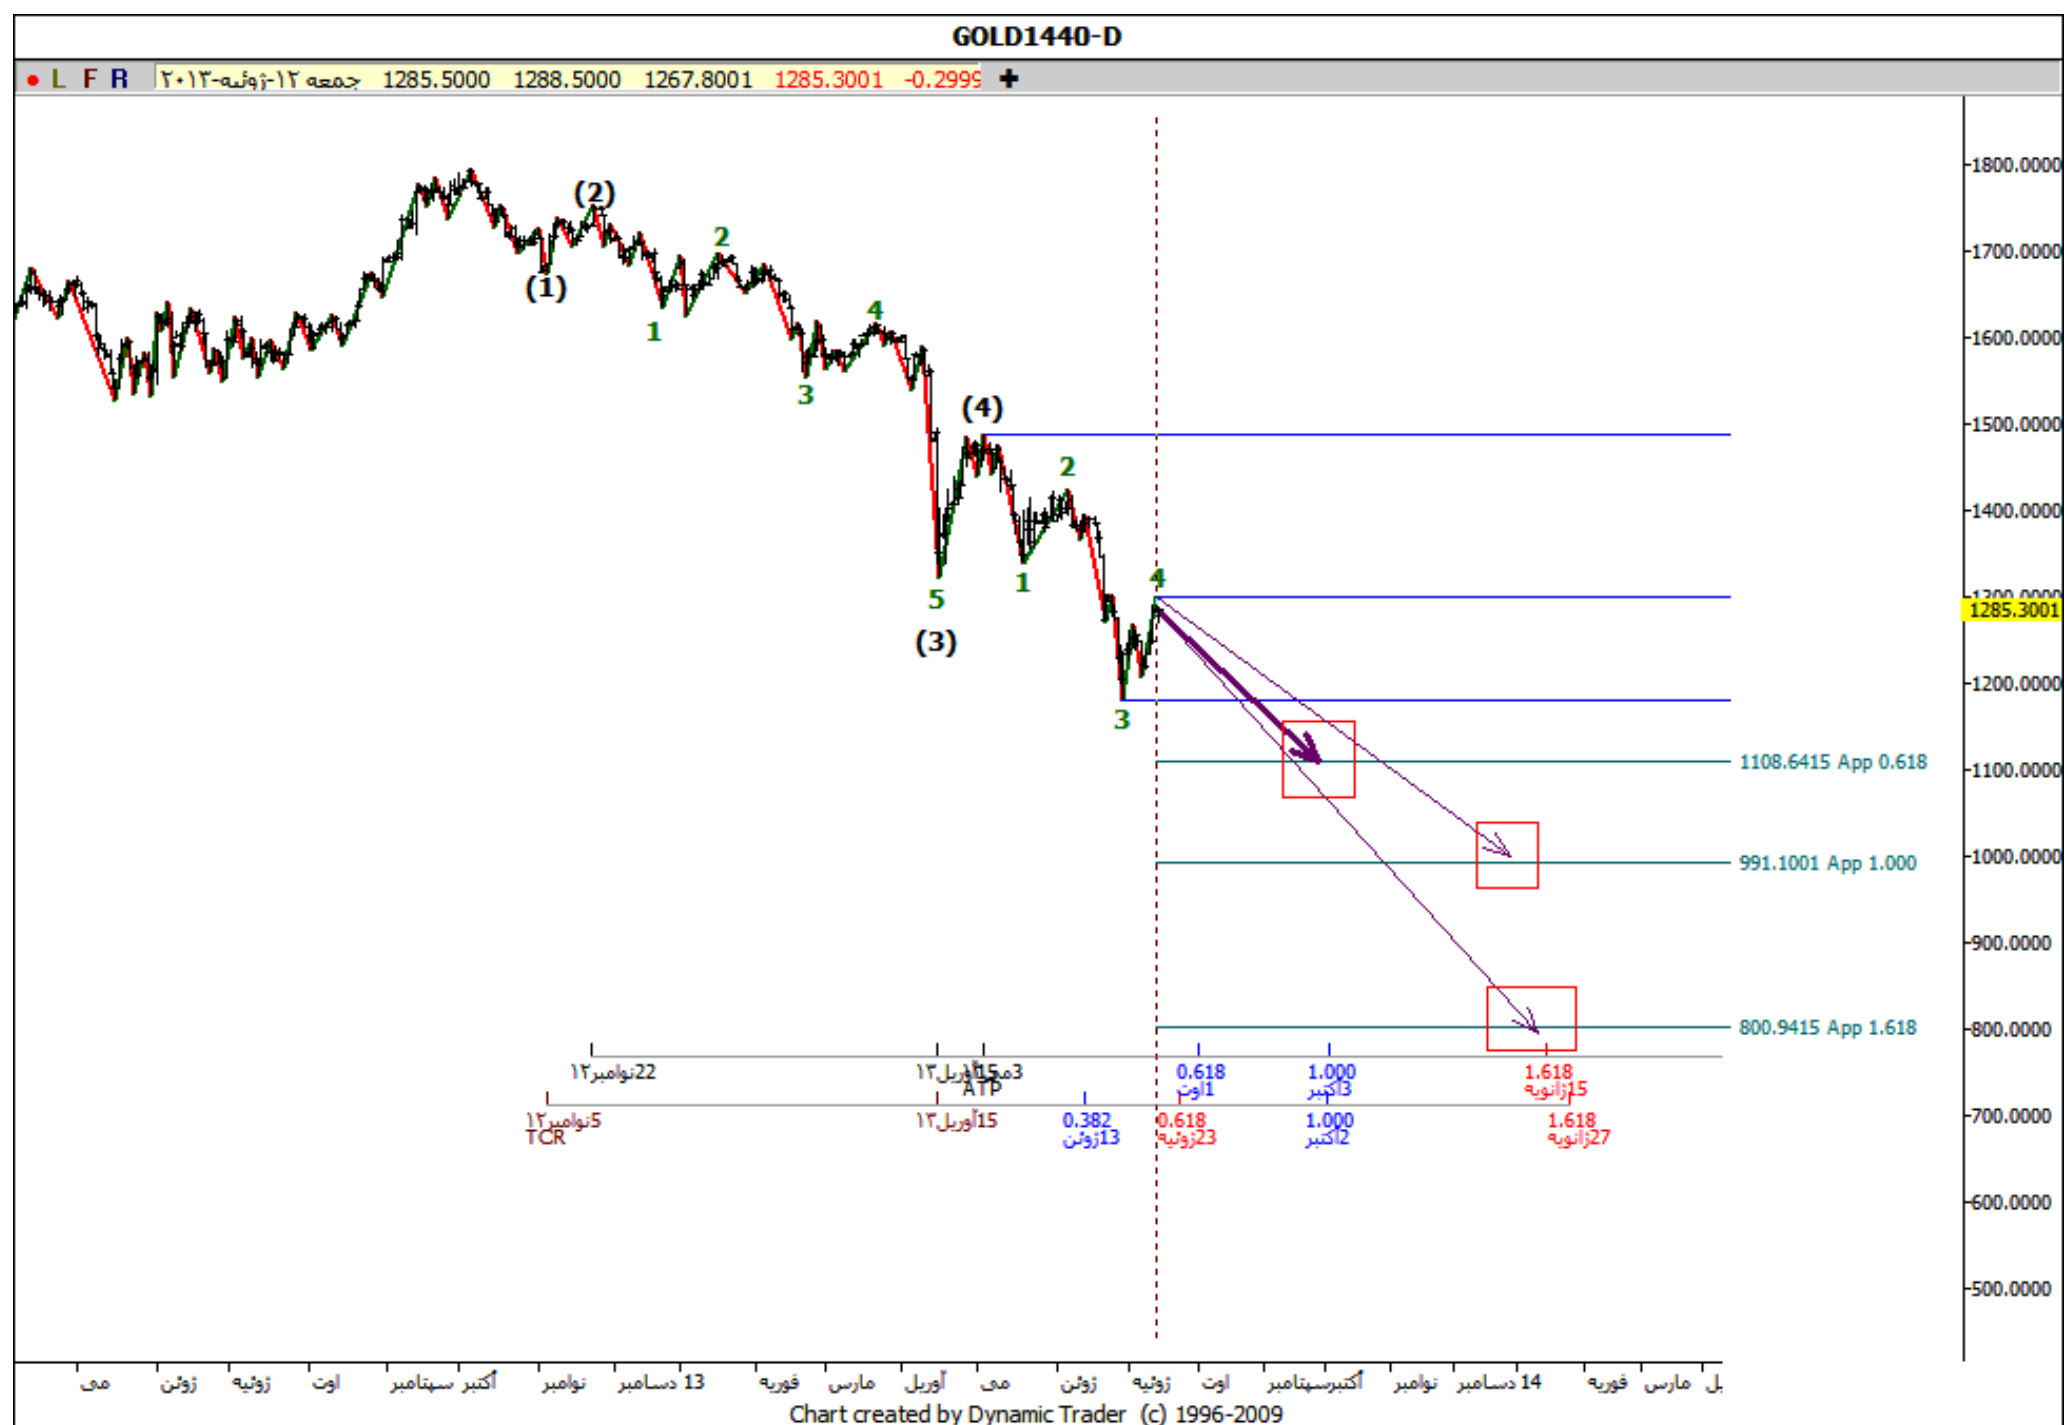 GOLD1440-D
L F R جمعه ۱۲-ژوئیه-۲۰۱۳ 1285.5000 1288.5000 1267.8001 1285.3001 -0.2999
1800.0000
(2)
1700.0000
2
(1)
1 1600.0000
4
3
1500.0000
(4)
2
1400.0000
1 4
5 1300.0000
1285.3001
(3)
1200.0000
3
1108.6415 App 0.618
1100.0000
991.1001 App 1.000
1000.0000
900.0000
800.9415 App 1.618
800.0000
22نوامبر۱۲ 15آوریل۱۳ 3می 0.618 1.000 1.618
ATP 1اوت 3اکتبر 15ژانویه
5نوامبر۱۲ 15آوریل۱۳ 0.382 0.618 1.000 1.618
TCR 13ژوئن 23ژوئیه 2اکتبر 27ژانویه
700.0000
600.0000
500.0000
می ژوئن ژوئیه اوت سپتامبر أکتبر نوامبر دسامبر 13 فوریه مارس آوریل می ژوئن ژوئیه اوت سپتامبر أکتبر نوامبر دسامبر 14 فوریه مارس
Chart created by Dynamic Trader (c) 1996-2009